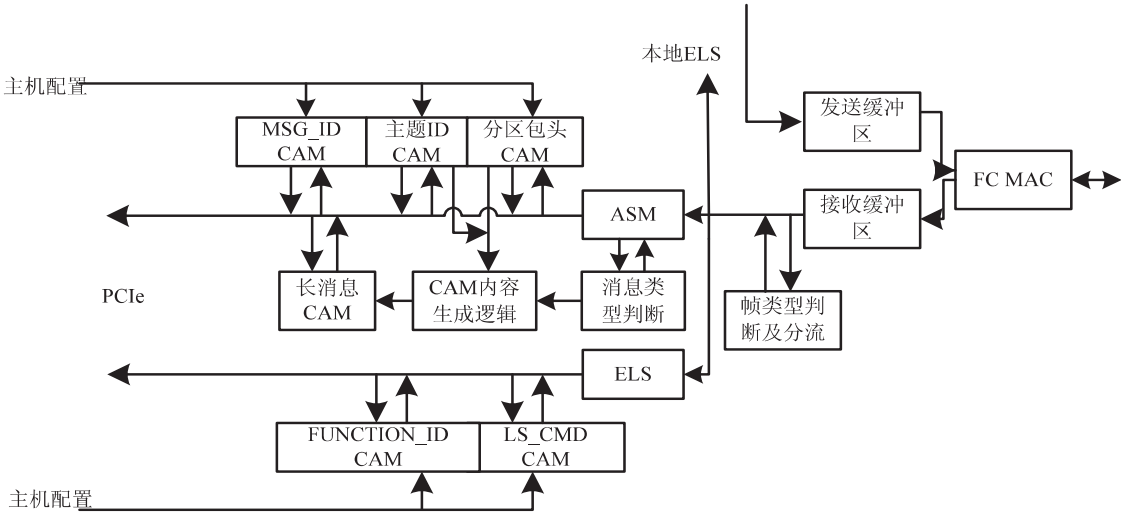 本地ELS
主机配置
发送缓冲
区
MSG_ID
CAM
主题ID
CAM
分区包头
CAM
FC MAC
ASM
接收缓冲
区
PCIe
长消息
CAM
CAM内容
生成逻辑
消息类
型判断
帧类型判
断及分流
ELS
FUNCTION_ID
CAM
LS_CMD
CAM
主机配置